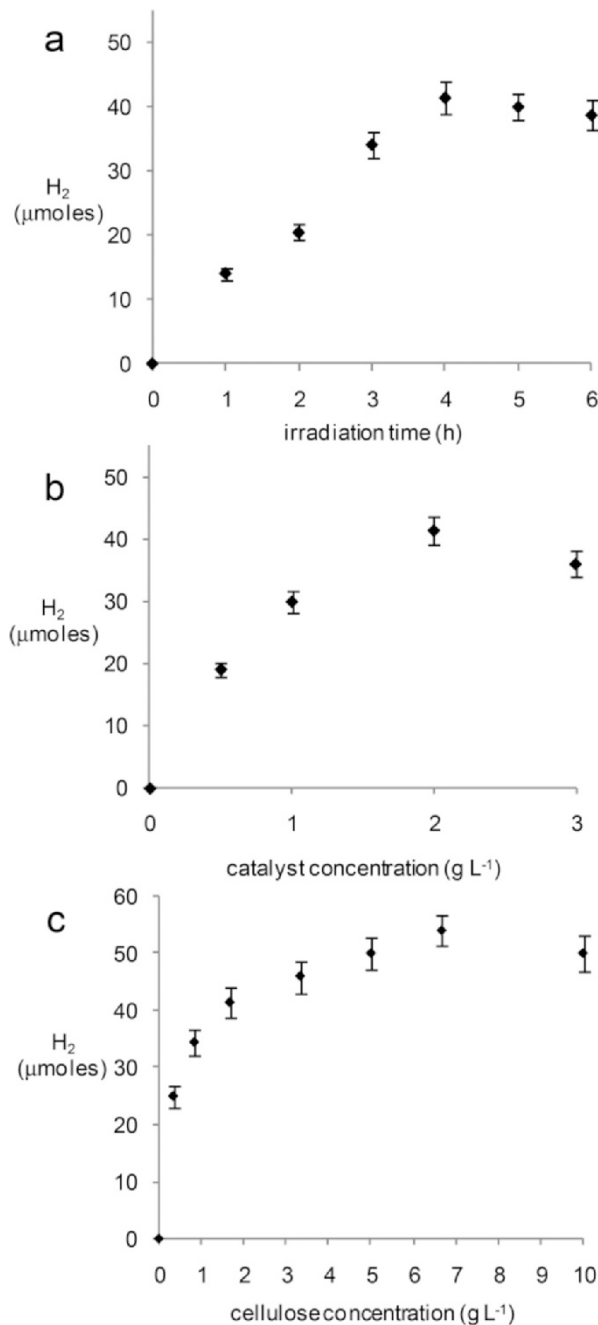 a
50
40
30
20
10
0
H₂
(μmoles)
0 1 2 3 4 5 6
irradiation time (h)
b
50
40
30
20
10
0
H₂
(μmoles)
0 1 2 3
catalyst concentration (g L⁻¹)
c
60
50
40
30
20
10
0
H₂
(μmoles)
0 1 2 3 4 5 6 7 8 9 10
cellulose concentration (g L⁻¹)